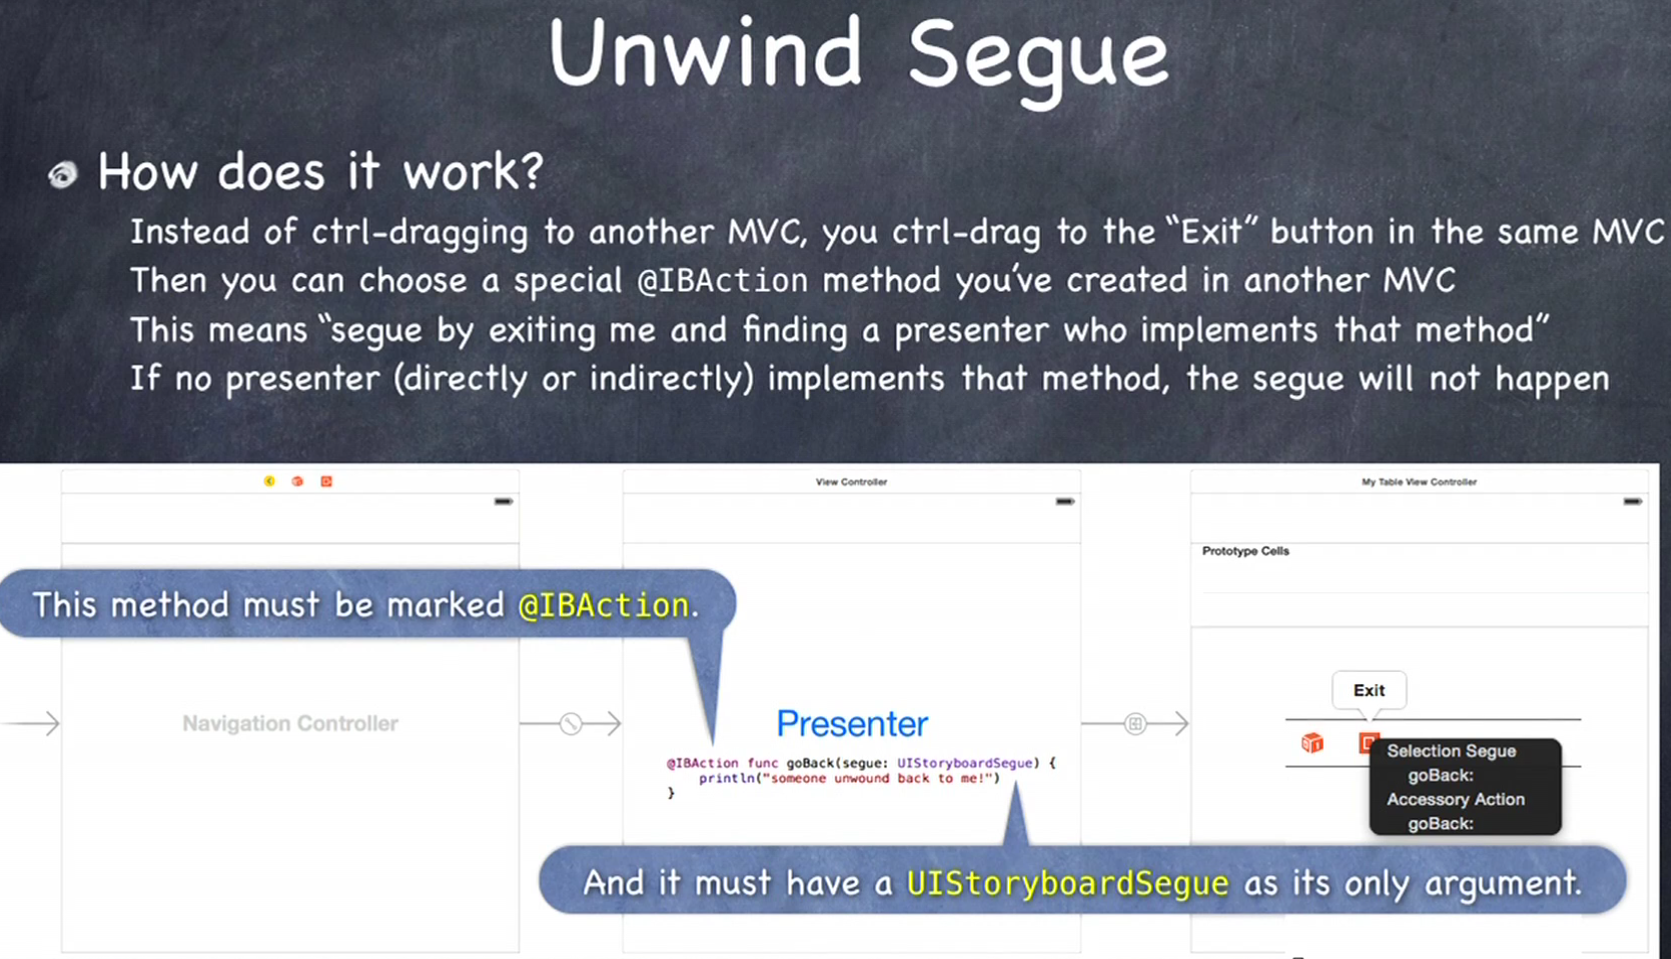 Unwind Segue
How does it work?
Instead of ctrl-dragging to another MVC, you ctrl-drag to the “Exit” button in the same MVC
Then you can choose a special @IBAction method you’ve created in another MVC
This means “segue by exiting me and finding a presenter who implements that method”
If no presenter (directly or indirectly) implements that method, the segue will not happen
View Controller
My Table View Controller
Prototype Cells
This method must be marked @IBAction.
Exit
Navigation Controller
Presenter
@IBAction func goBack(segue: UIStoryboardSegue) {
println("someone unwound back to me!")
}
Selection Segue
goBack:
Accessory Action
goBack:
And it must have a UIStoryboardSegue as its only argument.